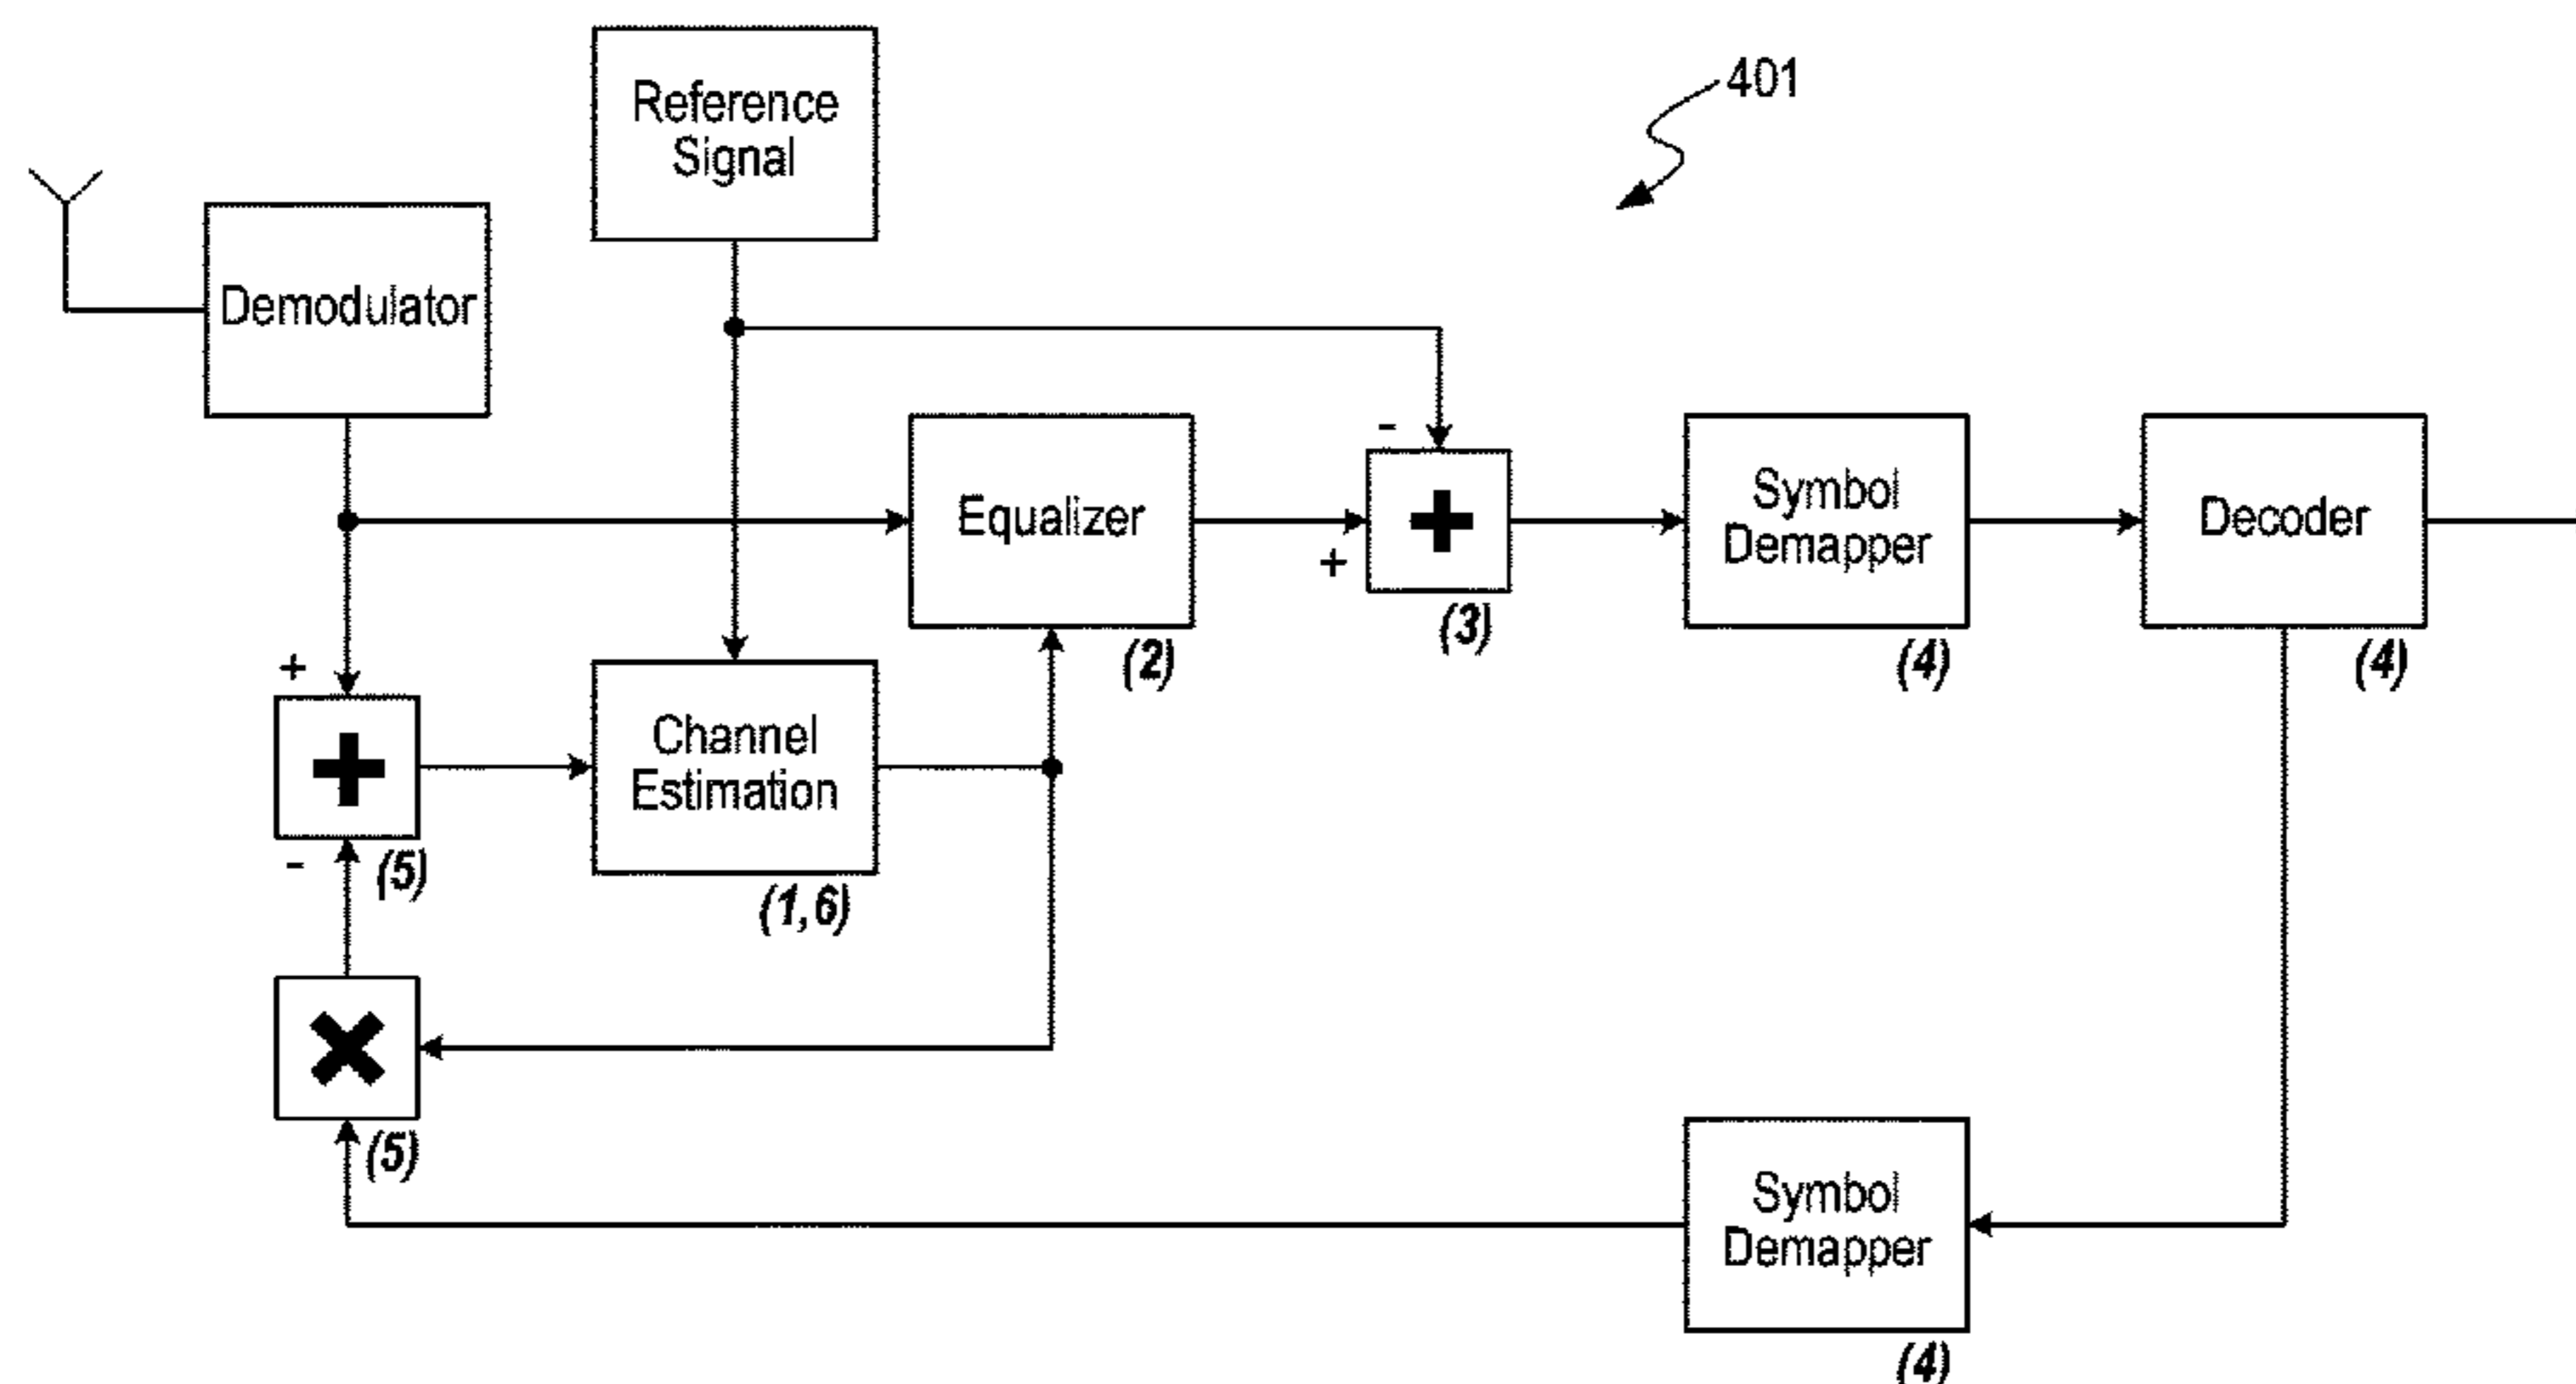 Reference
Signal
401
Demodulator
-
Equalizer
+
+
(3)
Symbol
Demapper
Decoder
(2)
(4)
(4)
+
+
Channel
Estimation
-
(5)
(1,6)
×
(5)
Symbol
Demapper
(4)